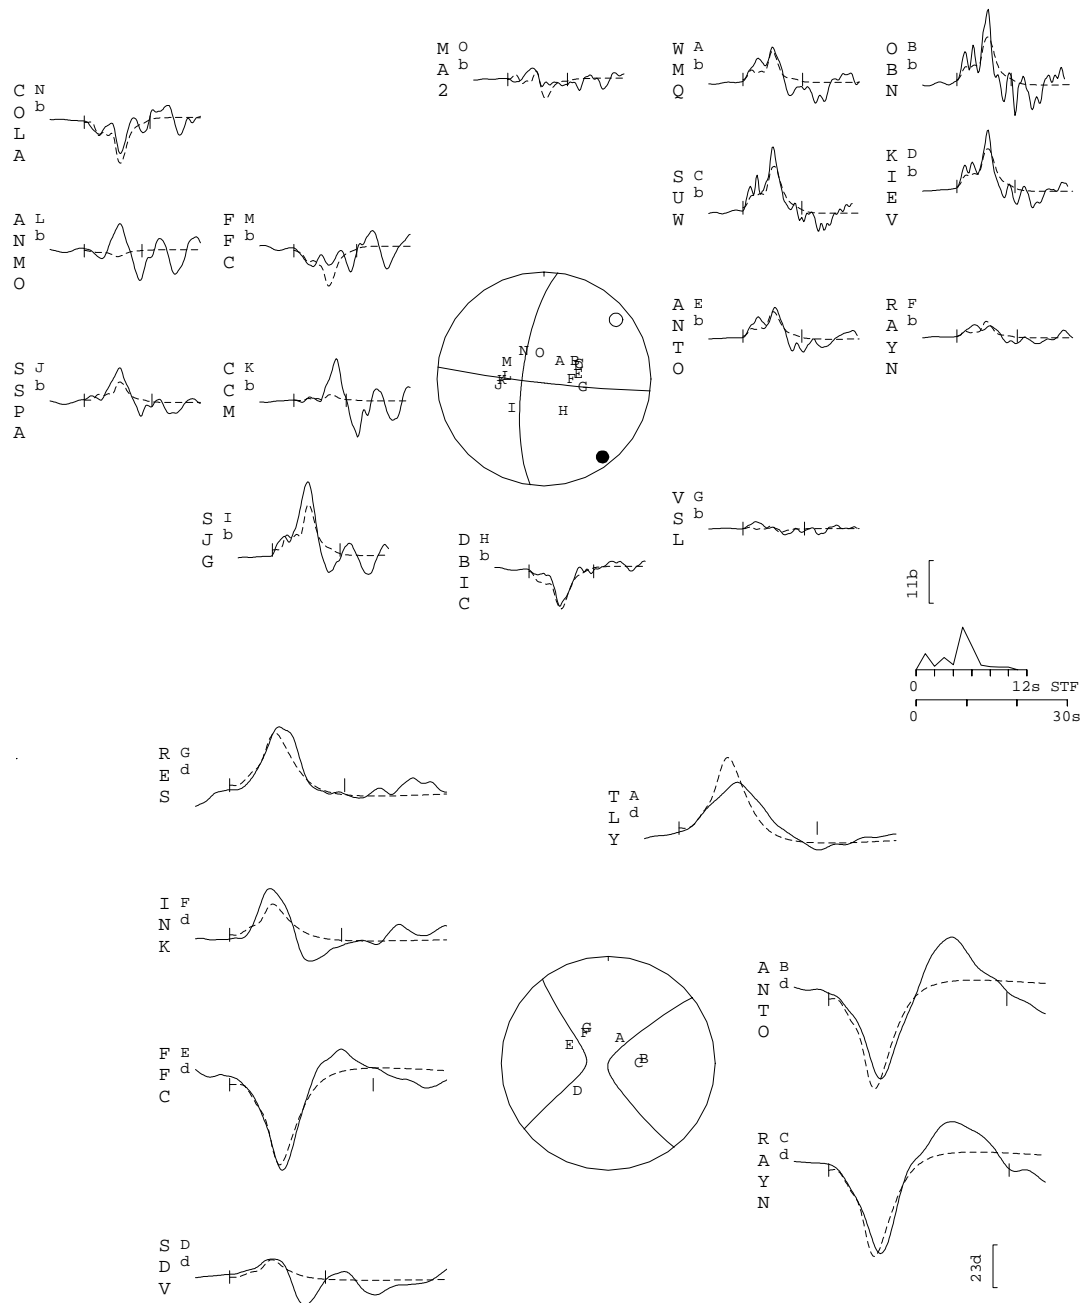 MA2 O b
WMQ A b
OBN B b
COLA N b
SUW C b
KIEV D b
ANMO L b
FFC M b
ANTO E b
RAYN F b
SSPA J b
CCM K b
N O A B
M E
L F
K G
J
I H
SJG I b
DBIC H b
VSL G b
11b
0 12s STF
0 30s
RES G d
TLY A d
INK F d
ANTO B d
FFC E d
G
F A
E B
C
D
RAYN C d
SDV D d
23d